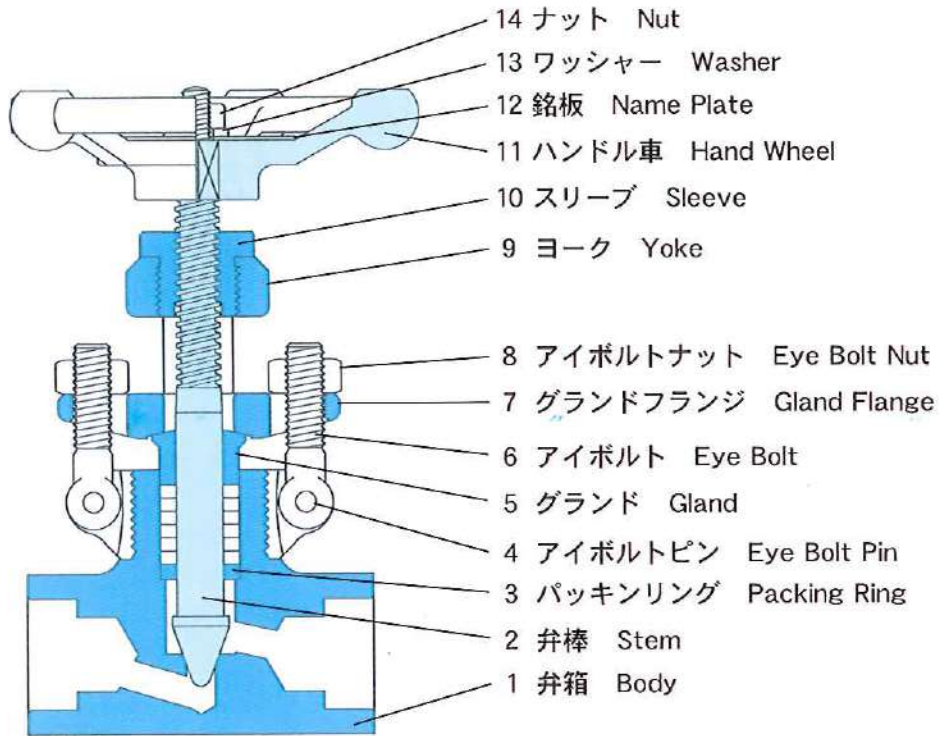 14 ナット Nut
13 ワッシャー Washer
12 銘板 Name Plate
11 ハンドル車 Hand Wheel
10 スリーブ Sleeve
9 ヨーク Yoke
8 アイボルトナット Eye Bolt Nut
7 グランドフランジ Gland Flange
6 アイボルト Eye Bolt
5 グランド Gland
4 アイボルトピン Eye Bolt Pin
3 パッキンリング Packing Ring
2 弁棒 Stem
1 弁箱 Body